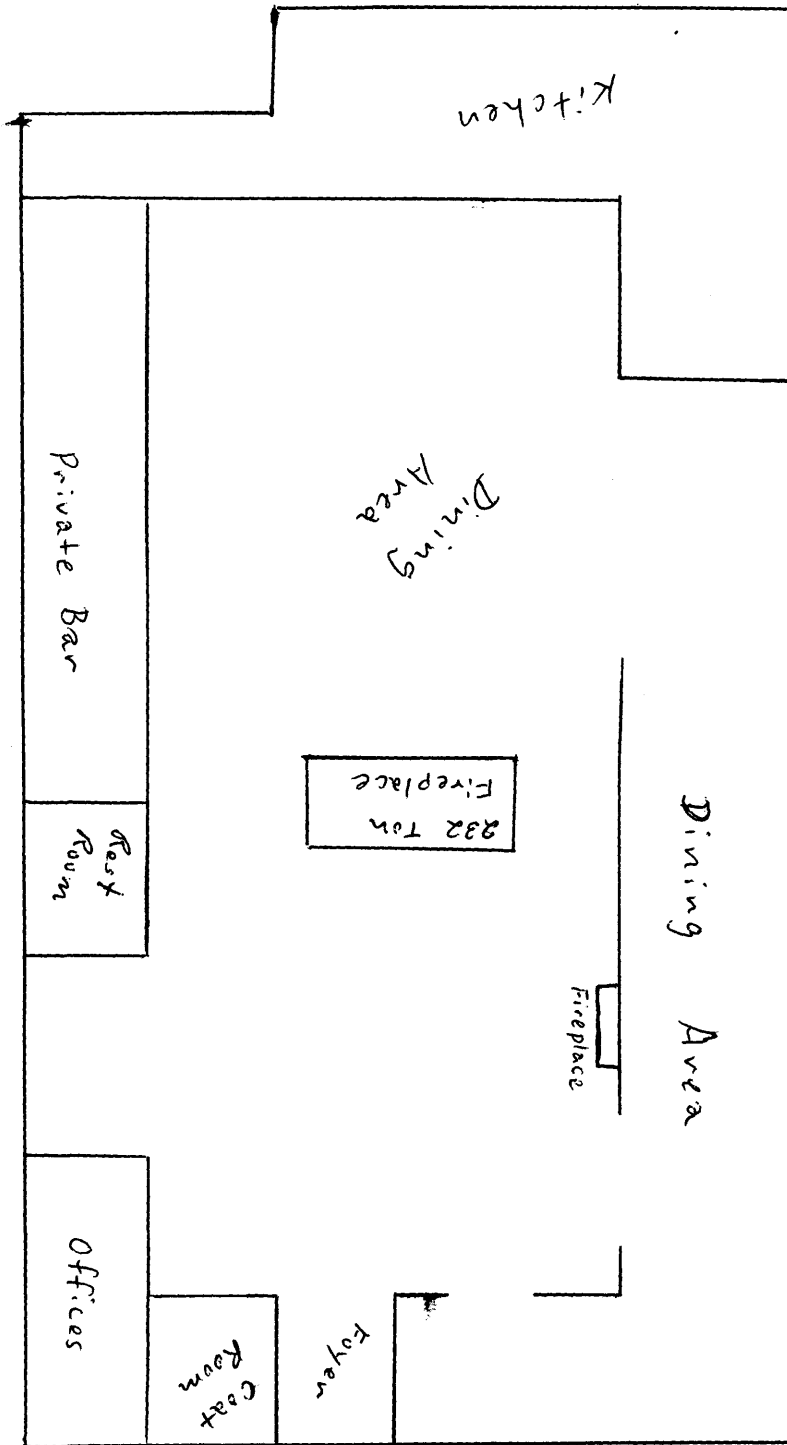 Kitchen
Dining
Area
Private Bar
232 Ton
Fireplace
Dining Area
Rest
Room
Fireplace
Offices
Coat
Room
Foyer